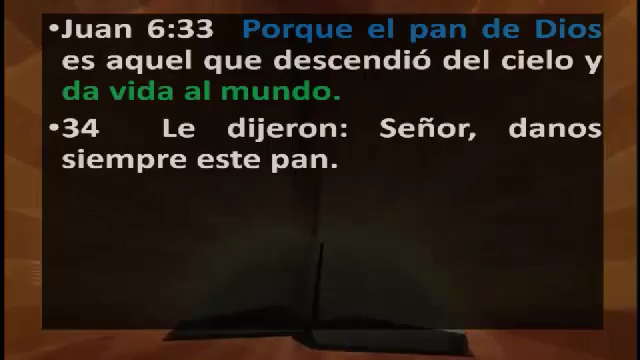 •Juan 6:33 Porque el pan de Dios
es aquel que descendió del cielo y
da vida al mundo.
•34 Le dijeron: Señor, danos
siempre este pan.